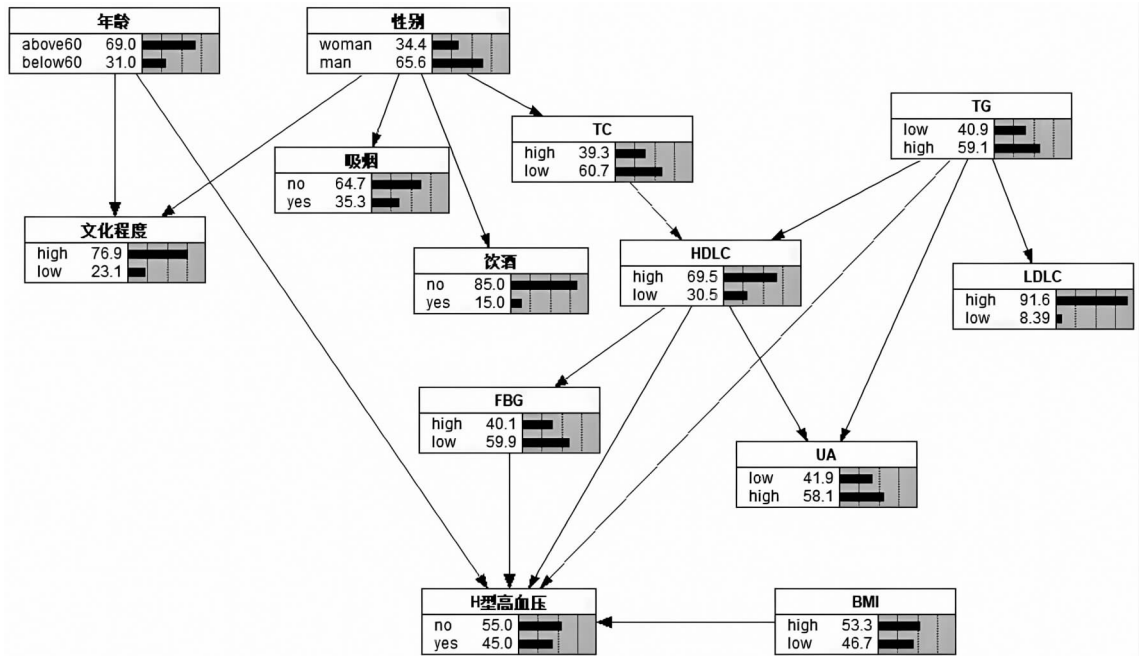 年龄
above60 69.0
below60 31.0
性别
woman 34.4
man 65.6
TG
low 40.9
high 59.1
TC
high 39.3
low 60.7
吸烟
no 64.7
yes 35.3
文化程度
high 76.9
low 23.1
HDLC
high 69.5
low 30.5
饮酒
no 85.0
yes 15.0
LDLC
high 91.6
low 8.39
FBG
high 40.1
low 59.9
UA
low 41.9
high 58.1
H型高血压
no 55.0
yes 45.0
BMI
high 53.3
low 46.7